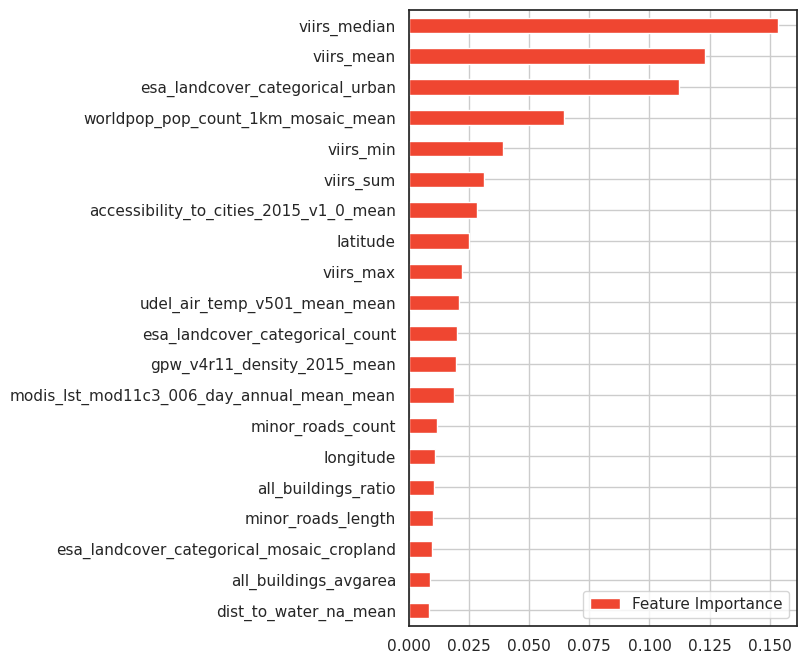 viirs_median
viirs_mean
esa_landcover_categorical_urban
worldpop_pop_count_1km_mosaic_mean
viirs_min
viirs_sum
accessibility_to_cities_2015_v1_0_mean
latitude
viirs_max
udel_air_temp_v501_mean_mean
esa_landcover_categorical_count
gpw_v4r11_density_2015_mean
modis_lst_mod11c3_006_day_annual_mean_mean
minor_roads_count
longitude
all_buildings_ratio
minor_roads_length
esa_landcover_categorical_mosaic_cropland
all_buildings_avgarea
dist_to_water_na_mean
Feature Importance
0.000 0.025 0.050 0.075 0.100 0.125 0.150